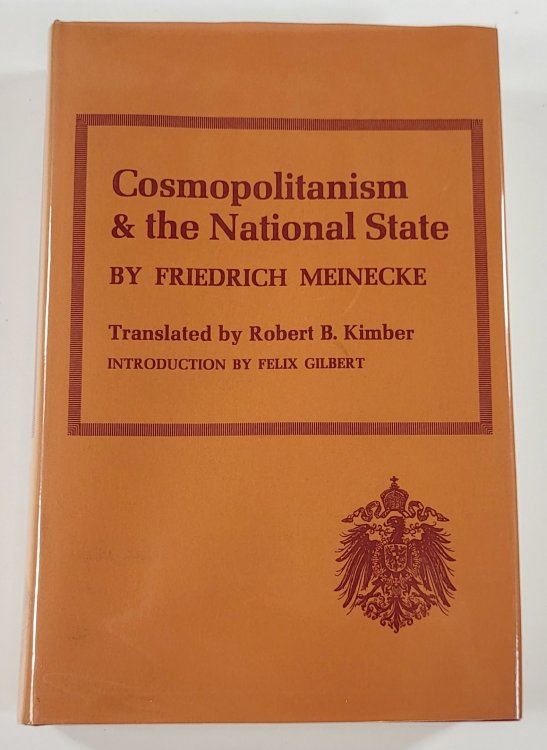 Cosmopolitanism
& the National State
BY FRIEDRICH MEINECKE
Translated by Robert B. Kimber
INTRODUCTION BY FELIX GILBERT